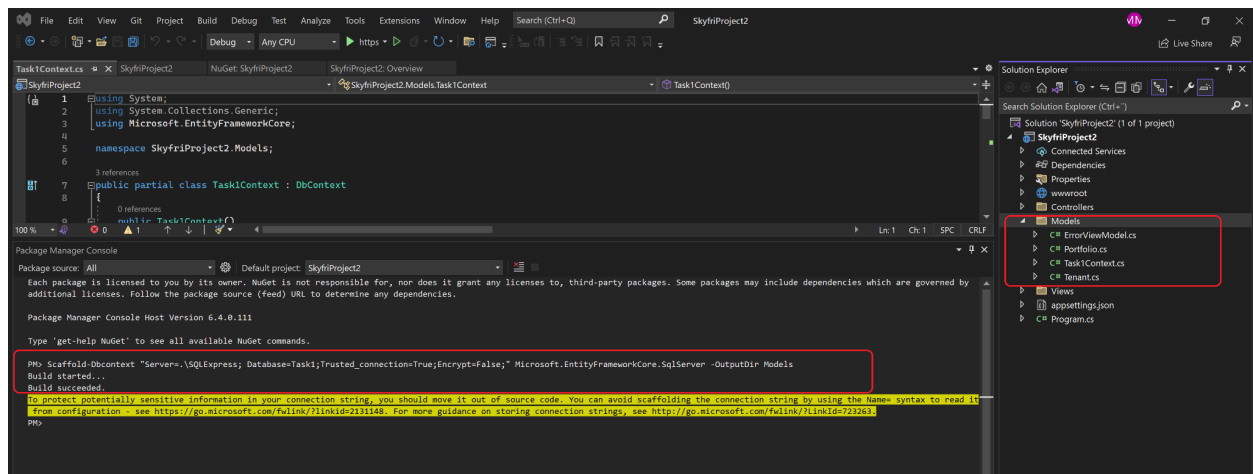 File Edit View Git Project Build Debug Test Analyze Tools Extensions Window Help Search (Ctrl+Q) SkyfriProject2
Debug Any CPU https Live Share
Task1Context.cs SkyfriProject2 NuGet: SkyfriProject2 SkyfriProject2: Overview
SkyfriProject2 SkyfriProject2.Models.Task1Context Task1Context()
1 using System;
2 using System.Collections.Generic;
3 using Microsoft.EntityFrameworkCore;
4
5 namespace SkyfriProject2.Models;
6
3 references
7 public partial class Task1Context : DbContext
8 {
0 references
9 public Task1Context()
100 % 0 1 Ln: 1 Ch: 1 SPC CRLF
Package Manager Console
Package source: All Default project: SkyfriProject2
Each package is licensed to you by its owner. NuGet is not responsible for, nor does it grant any licenses to, third-party packages. Some packages may include dependencies which are governed by
additional licenses. Follow the package source (feed) URL to determine any dependencies.
Package Manager Console Host Version 6.4.0.111
Type 'get-help NuGet' to see all available NuGet commands.
PM> Scaffold-Dbcontext "Server=.\SQLExpress; Database=Task1;Trusted_connection=True;Encrypt=False;" Microsoft.EntityFrameworkCore.SqlServer -OutputDir Models
Build started...
Build succeeded.
To protect potentially sensitive information in your connection string, you should move it out of source code. You can avoid scaffolding the connection string by using the Name= syntax to read it
from configuration - see https://go.microsoft.com/fwlink/?linkid=2131148. For more guidance on storing connection strings, see http://go.microsoft.com/fwlink/?LinkId=723263.
PM>
Solution Explorer
Search Solution Explorer (Ctrl+¨)
Solution 'SkyfriProject2' (1 of 1 project)
SkyfriProject2
Connected Services
Dependencies
Properties
wwwroot
Controllers
Models
C# ErrorViewModel.cs
C# Portfolio.cs
C# Task1Context.cs
C# Tenant.cs
Views
appsettings.json
C# Program.cs